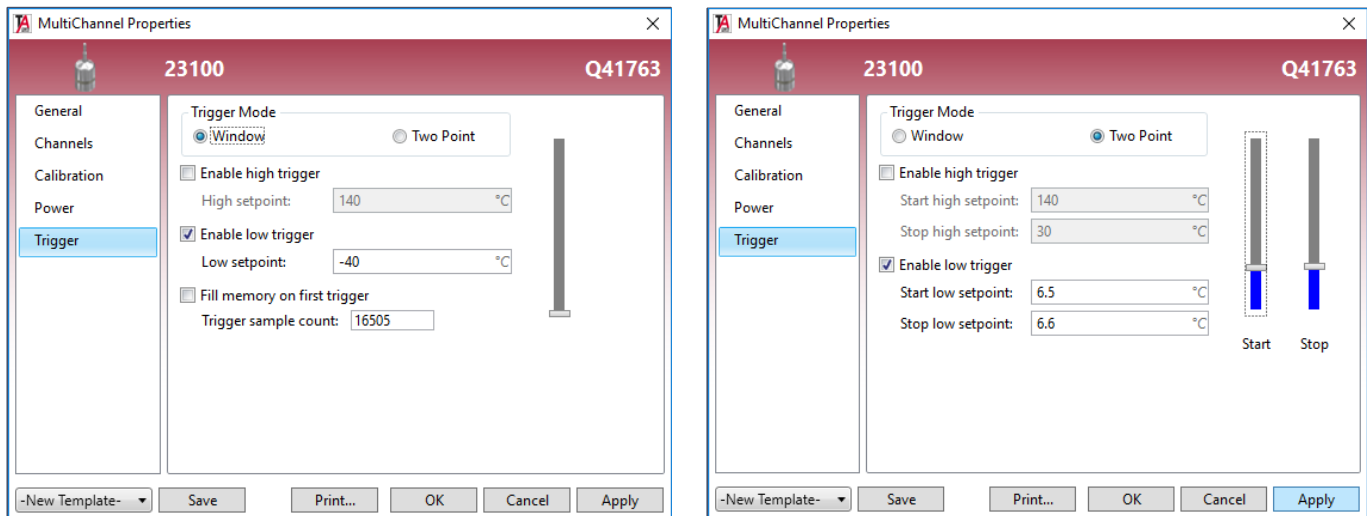 MultiChannel Properties
23100 Q41763
General
Channels
Calibration
Power
Trigger
Trigger Mode
Window Two Point
Enable high trigger
High setpoint: 140 °C
Enable low trigger
Low setpoint: -40 °C
Fill memory on first trigger
Trigger sample count: 16505
-New Template- Save Print... OK Cancel Apply
MultiChannel Properties
23100 Q41763
General
Channels
Calibration
Power
Trigger
Trigger Mode
Window Two Point
Enable high trigger
Start high setpoint: 140 °C
Stop high setpoint: 30 °C
Enable low trigger
Start low setpoint: 6.5 °C
Stop low setpoint: 6.6 °C
Start Stop
-New Template- Save Print... OK Cancel Apply